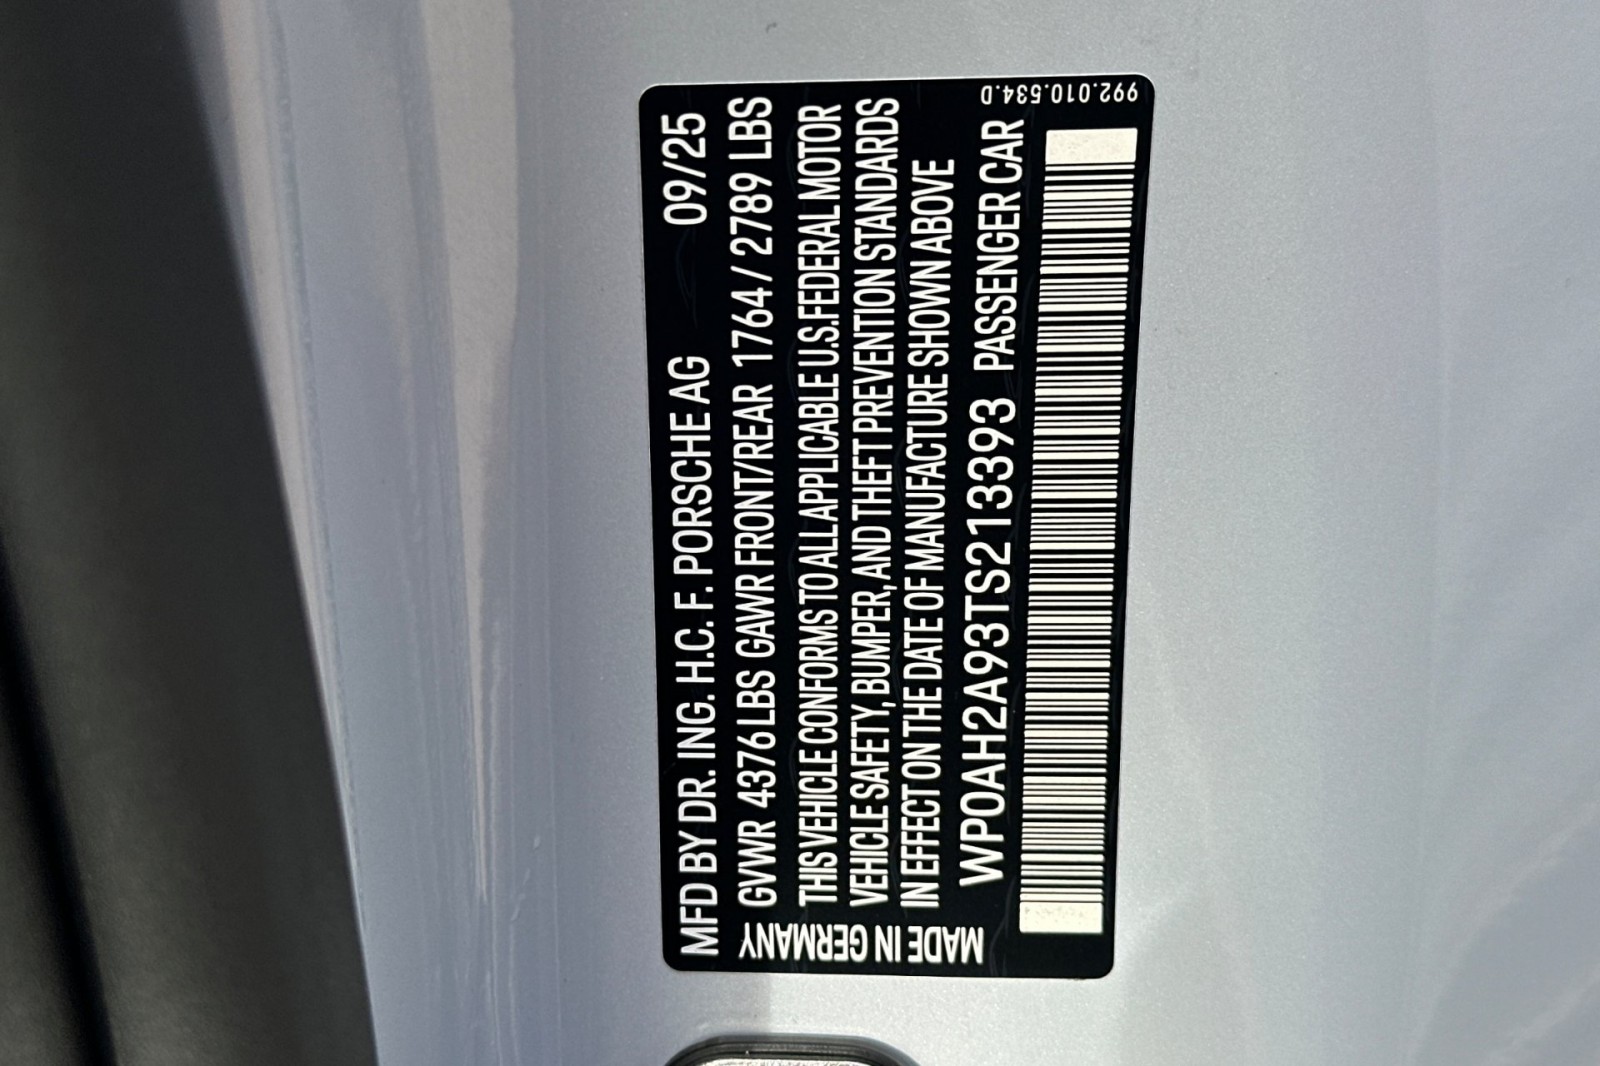 MFD BY DR. ING. H.C. F. PORSCHE AG 09/25
GVWR 4376 LBS GAWR FRONT/REAR 1764 / 2789 LBS
THIS VEHICLE CONFORMS TO ALL APPLICABLE U.S. FEDERAL MOTOR
VEHICLE SAFETY, BUMPER, AND THEFT PREVENTION STANDARDS
IN EFFECT ON THE DATE OF MANUFACTURE SHOWN ABOVE
WP0AH2A93TS213393 PASSENGER CAR
MADE IN GERMANY
992.010.534.D